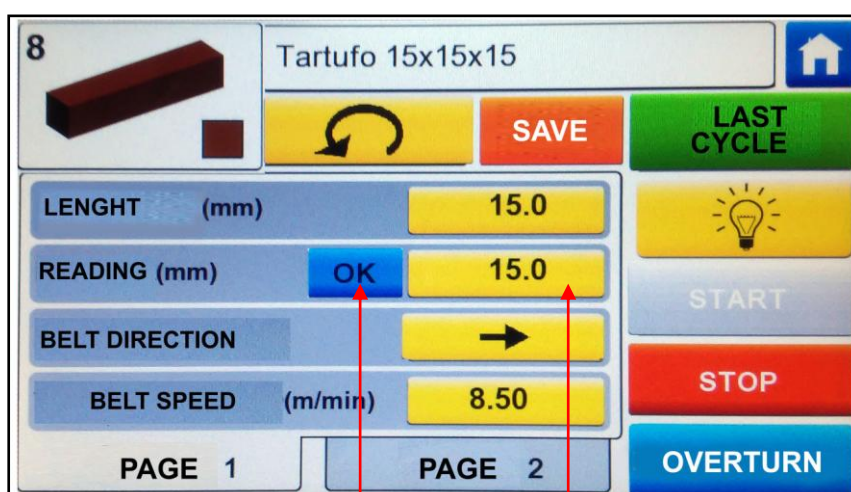 8
Tartufo 15x15x15
SAVE
LAST
CYCLE
LENGHT (mm) 15.0
READING (mm) OK 15.0
START
BELT DIRECTION
STOP
BELT SPEED (m/min) 8.50
PAGE 1 PAGE 2
OVERTURN